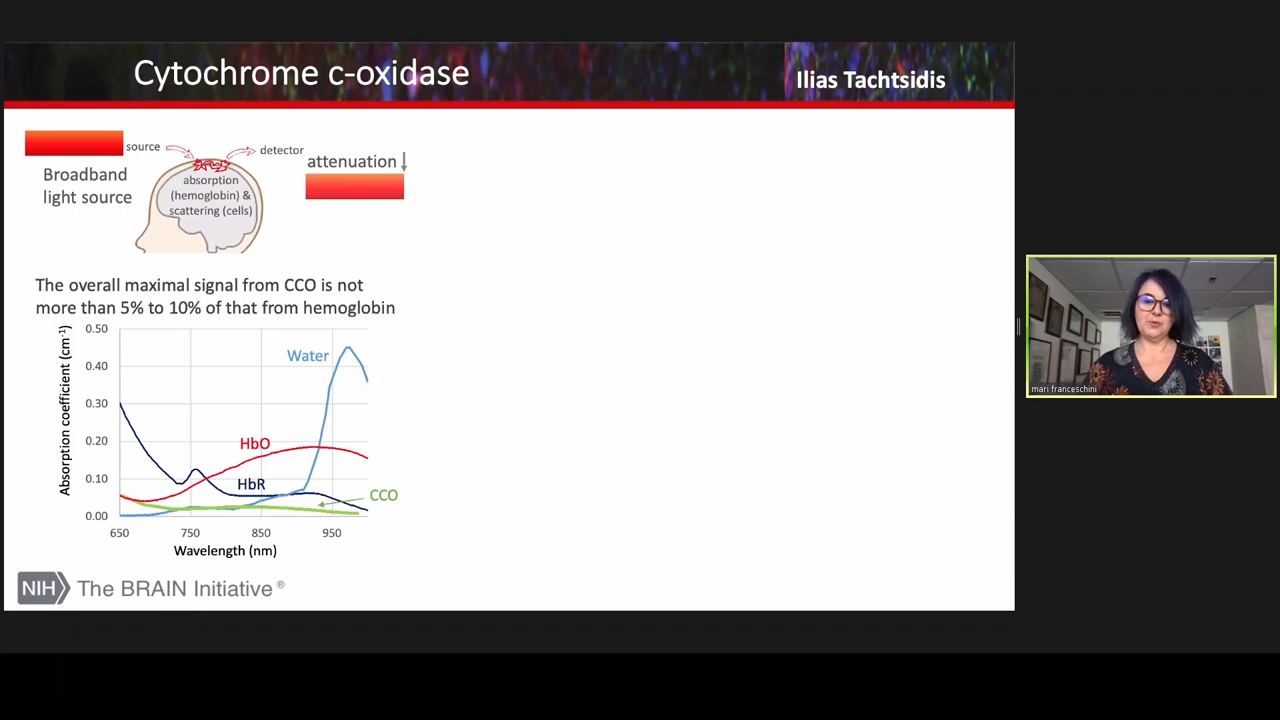 Cytochrome c-oxidase
Ilias Tachtsidis
source
detector
Broadband
light source
absorption
(hemoglobin) &
scattering (cells)
attenuation↓
The overall maximal signal from CCO is not
more than 5% to 10% of that from hemoglobin
Absorption coefficient (cm⁻¹)
0.50
0.40
0.30
0.20
0.10
0.00
Water
HbO
HbR
CCO
650 750 850 950
Wavelength (nm)
NIH The BRAIN Initiative®
mari franceschini